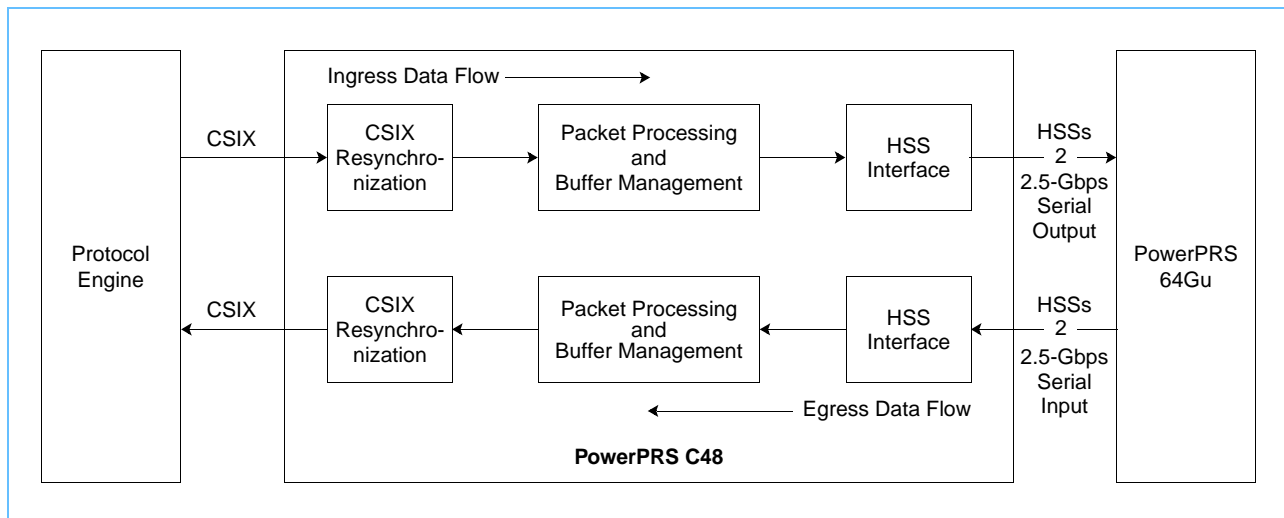 Ingress Data Flow
CSIX
CSIX
Resynchro-
nization
Packet Processing
and
Buffer Management
HSS
Interface
HSSs
2
2.5-Gbps
Serial
Output
Protocol
Engine
PowerPRS
64Gu
CSIX
CSIX
Resynchro-
nization
Packet Processing
and
Buffer Management
HSS
Interface
HSSs
2
2.5-Gbps
Serial
Input
Egress Data Flow
PowerPRS C48